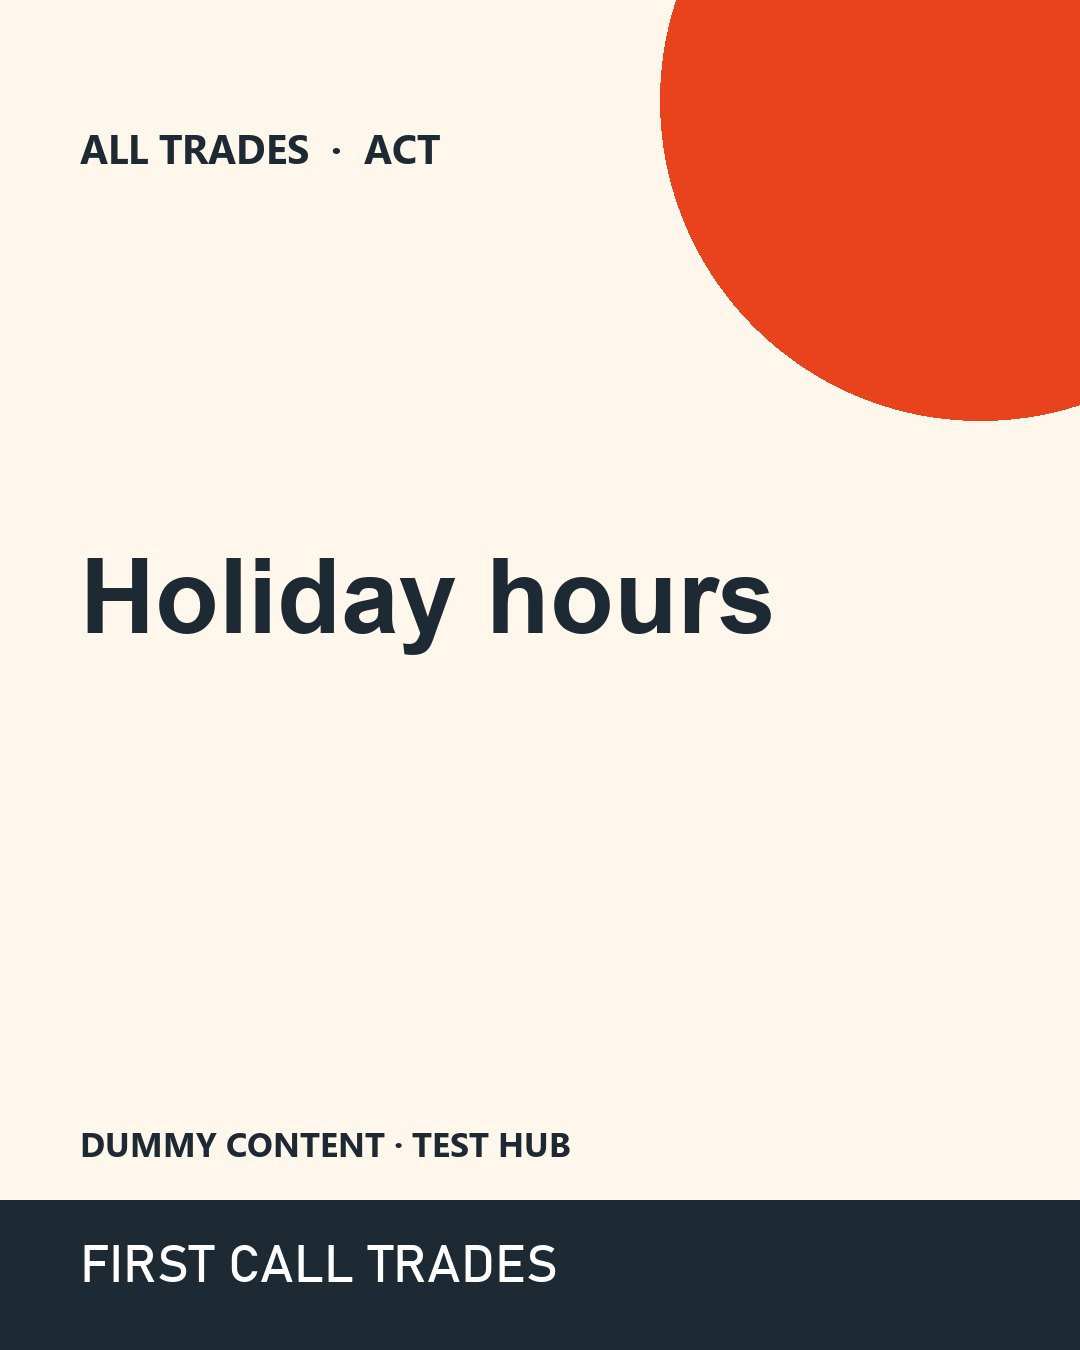 ALL TRADES · ACT
Holiday hours
DUMMY CONTENT · TEST HUB
FIRST CALL TRADES